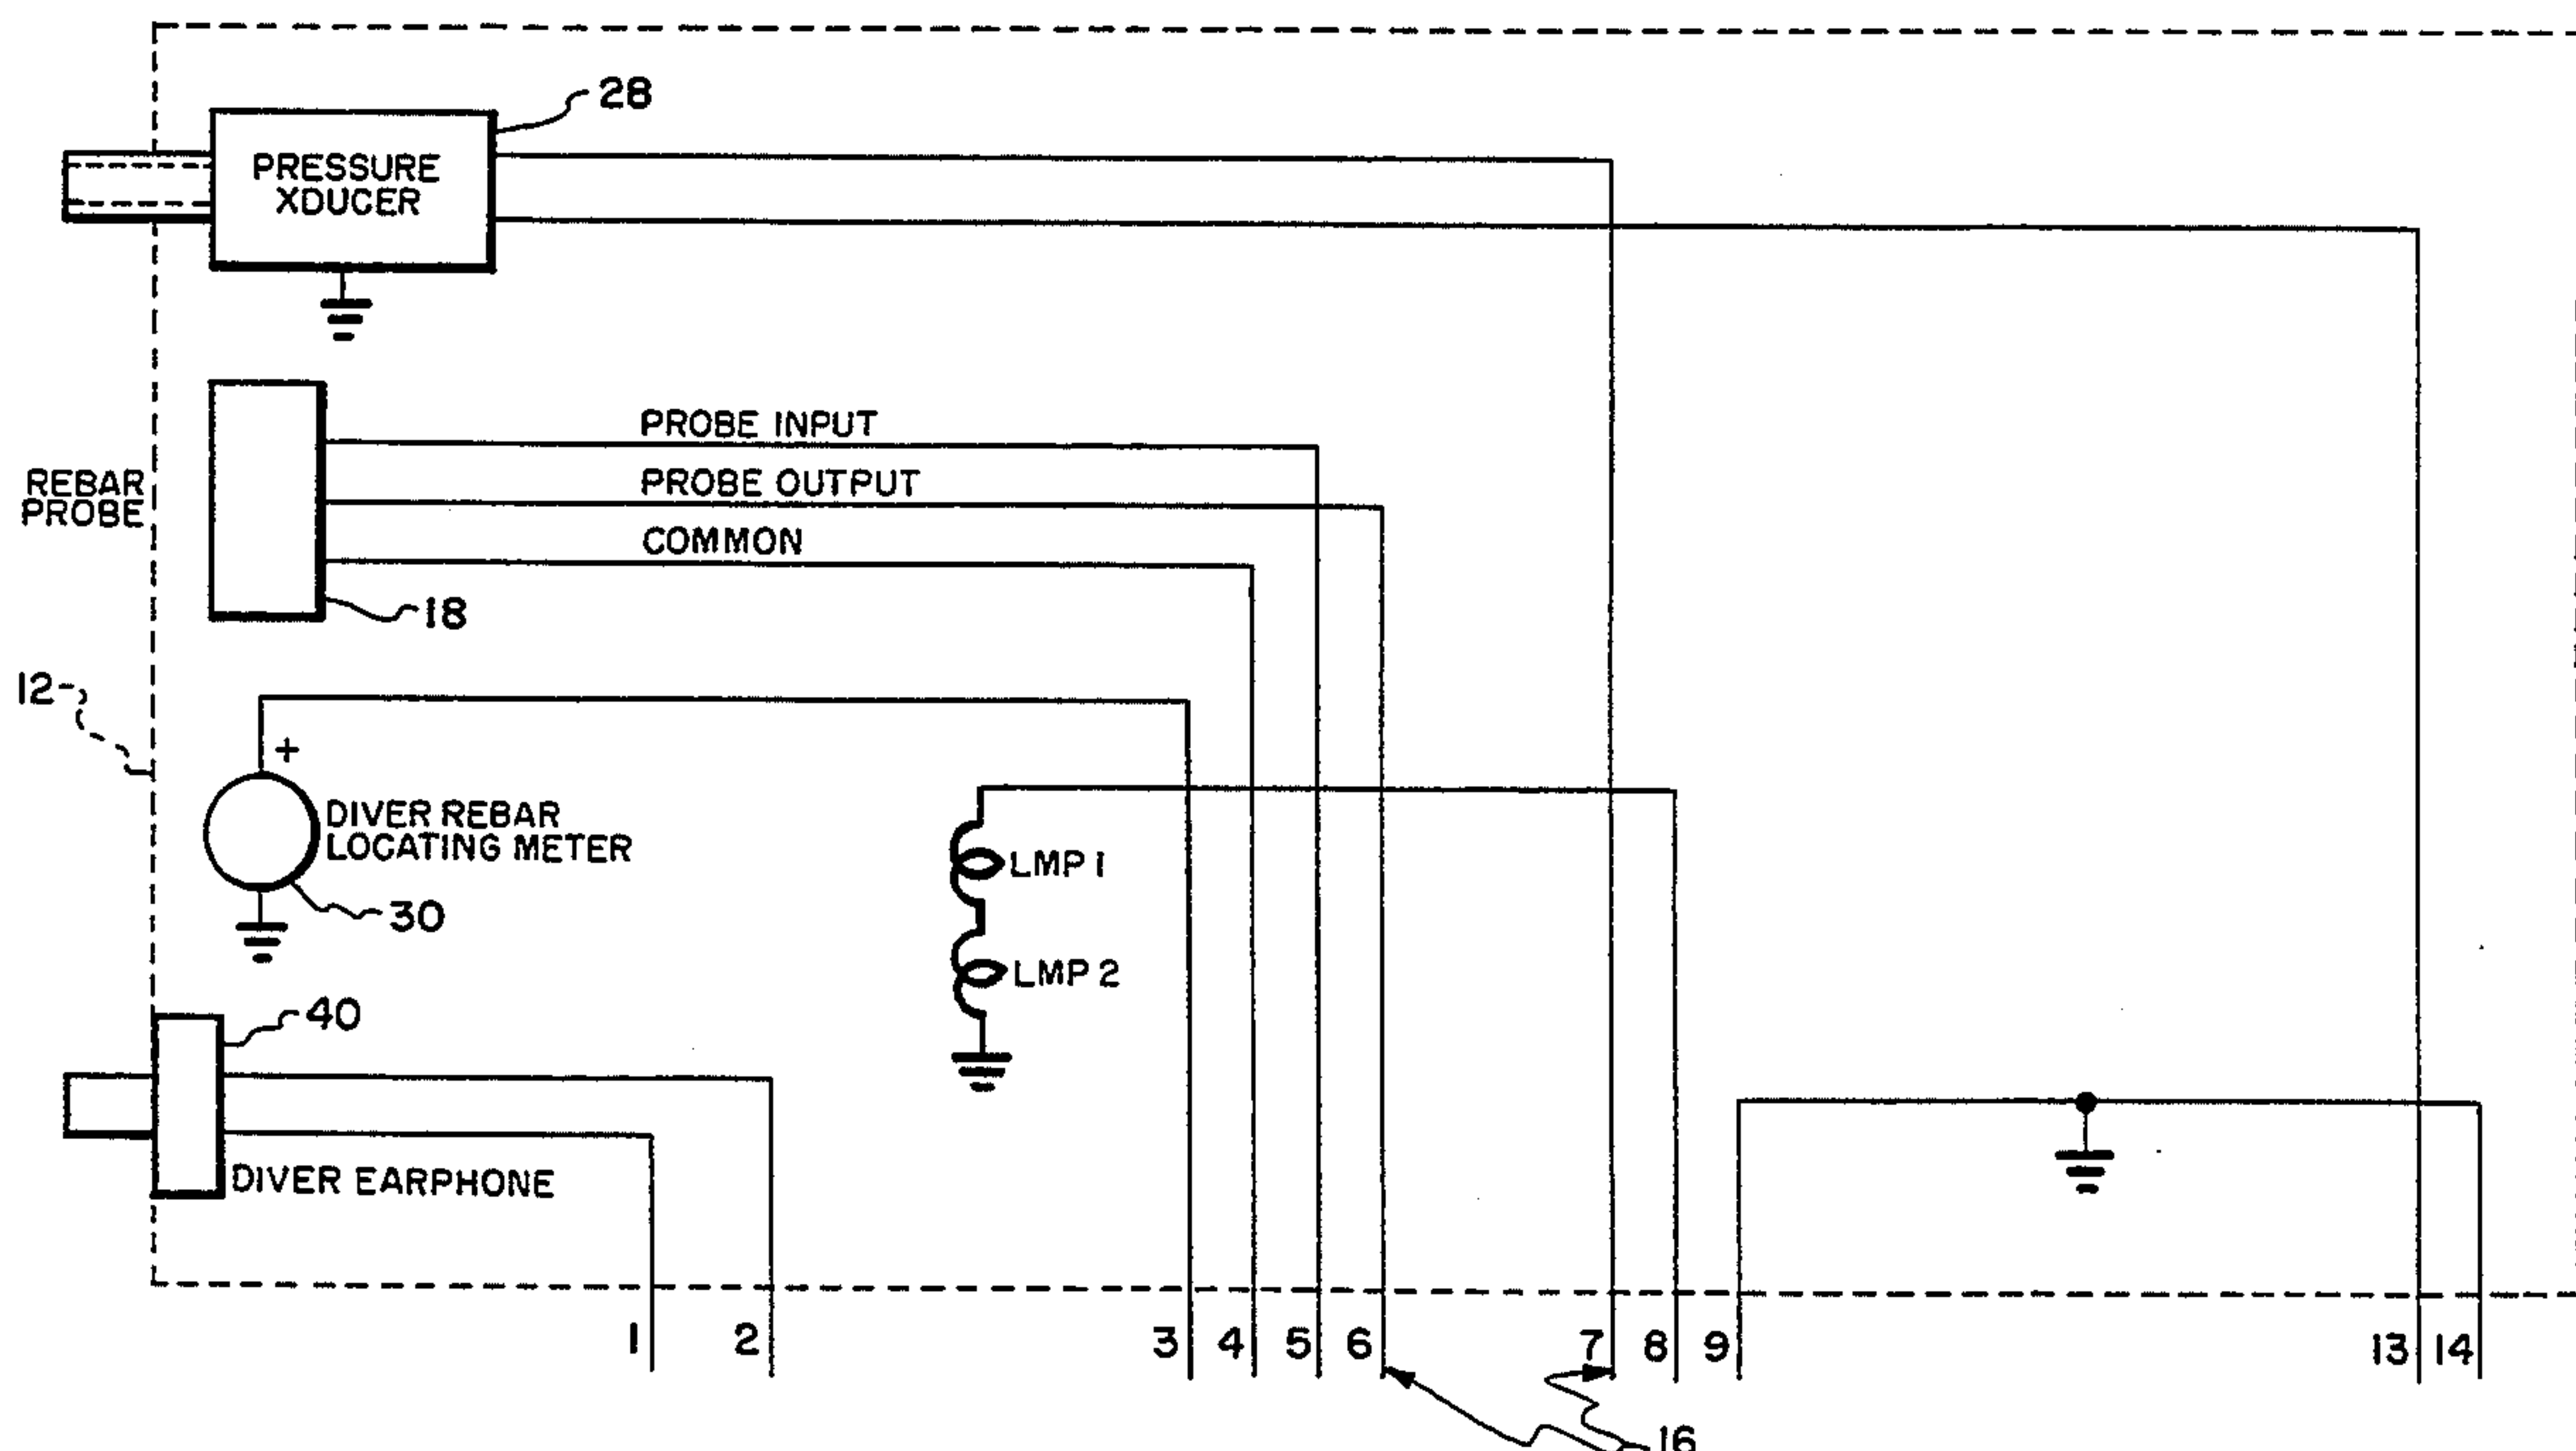 28
PRESSURE
XDUCER
PROBE INPUT
PROBE OUTPUT
COMMON
REBAR
PROBE
18
12
+
DIVER REBAR
LOCATING METER
30
LMP 1
LMP 2
40
DIVER EARPHONE
1 2 3 4 5 6 7 8 9 13 14
16